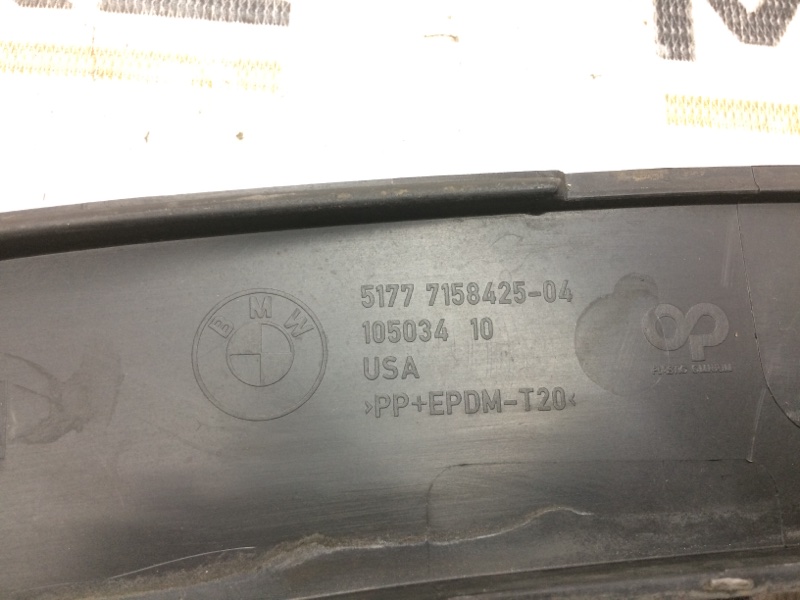 BMW
5177 7158425-04
105034 10
USA
>PP+EPDM-T20<